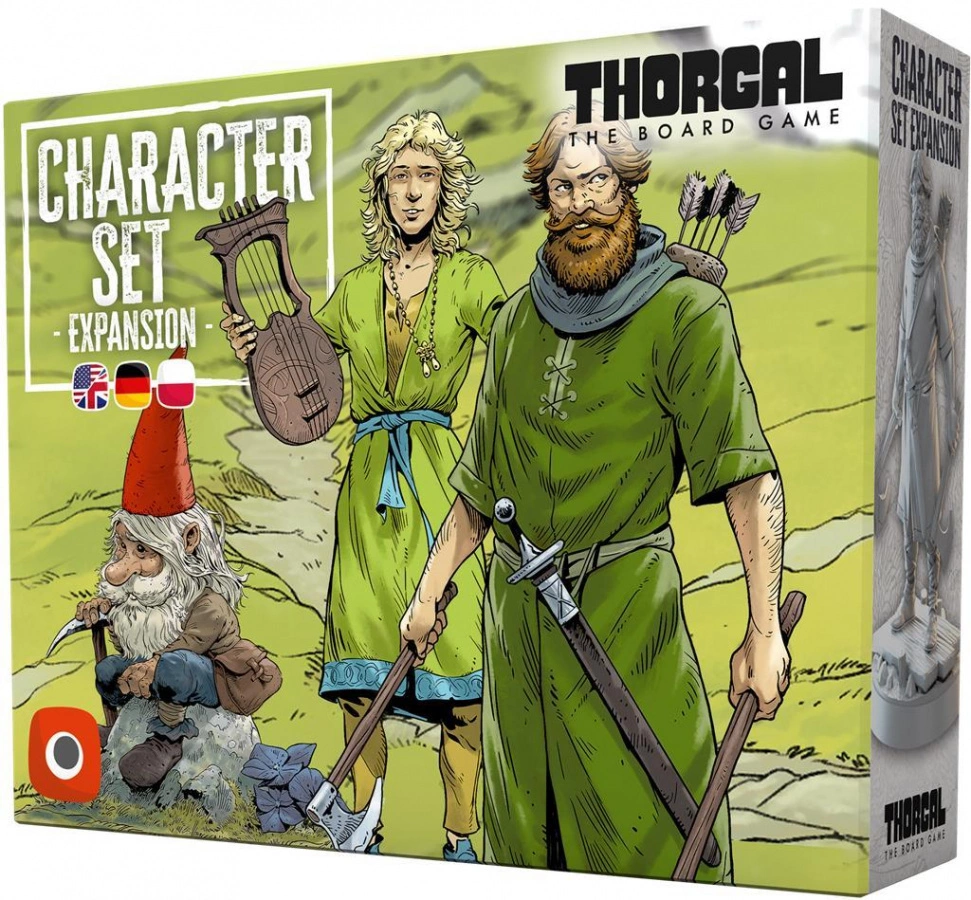 CHARACTER
SET
- EXPANSION -
THORGAL
THE BOARD GAME
CHARACTER
SET EXPANSION
THORGAL
THE BOARD GAME